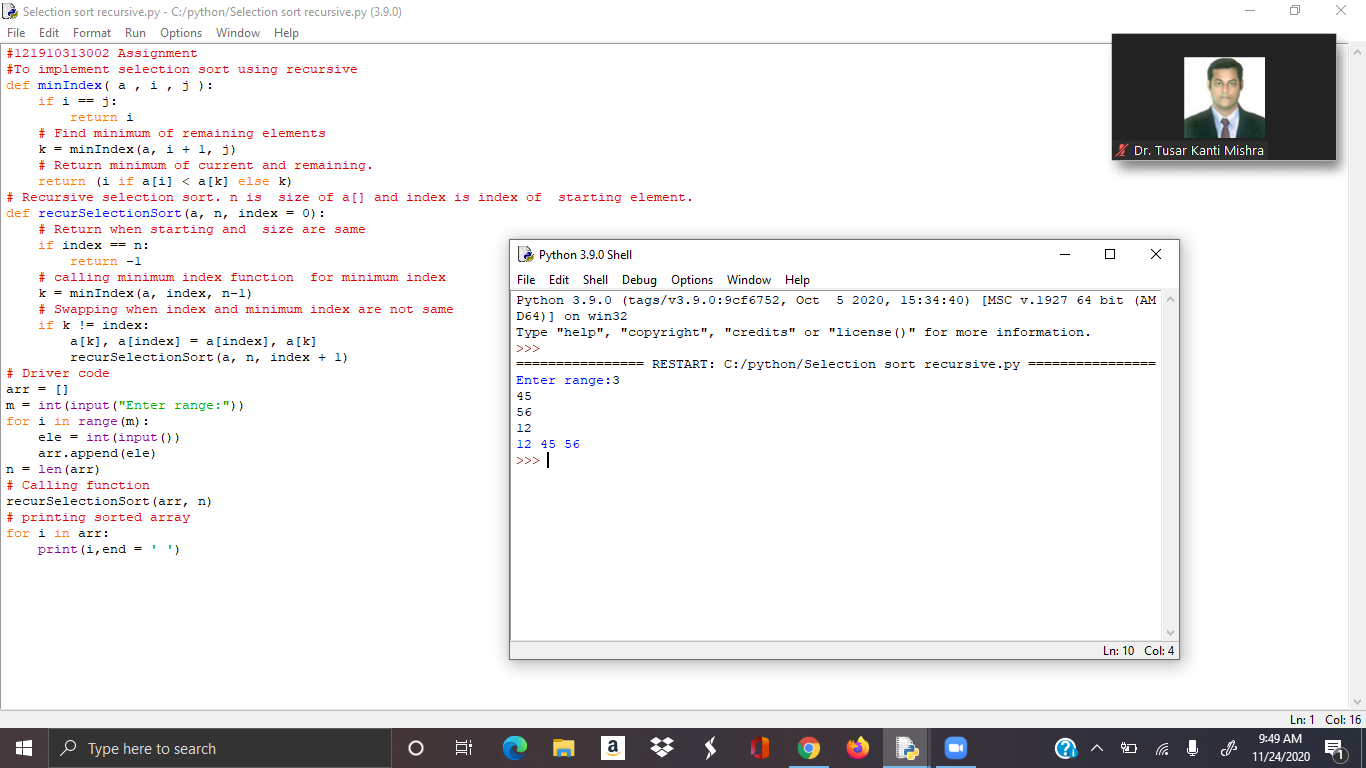 Selection sort recursive.py - C:/python/Selection sort recursive.py (3.9.0)
File Edit Format Run Options Window Help
#121910313002 Assignment
#To implement selection sort using recursive
def minIndex( a , i , j ):
    if i == j:
        return i
    # Find minimum of remaining elements
    k = minIndex(a, i + 1, j)
    # Return minimum of current and remaining.
    return (i if a[i] < a[k] else k)
# Recursive selection sort. n is  size of a[] and index is index of  starting element.
def recurSelectionSort(a, n, index = 0):
    # Return when starting and  size are same
    if index == n:
        return -1
    # calling minimum index function  for minimum index
    k = minIndex(a, index, n-1)
    # Swapping when index and minimum index are not same
    if k != index:
        a[k], a[index] = a[index], a[k]
        recurSelectionSort(a, n, index + 1)
# Driver code
arr = []
m = int(input("Enter range:"))
for i in range(m):
    ele = int(input())
    arr.append(ele)
n = len(arr)
# Calling function
recurSelectionSort(arr, n)
# printing sorted array
for i in arr:
    print(i,end = ' ')
Dr. Tusar Kanti Mishra
Python 3.9.0 Shell
File Edit Shell Debug Options Window Help
Python 3.9.0 (tags/v3.9.0:9cf6752, Oct  5 2020, 15:34:40) [MSC v.1927 64 bit (AM
D64)] on win32
Type "help", "copyright", "credits" or "license()" for more information.
>>>
================ RESTART: C:/python/Selection sort recursive.py ================
Enter range:3
45
56
12
12 45 56
>>>
Ln: 10 Col: 4
Ln: 1 Col: 16
Type here to search
9:49 AM
11/24/2020
1